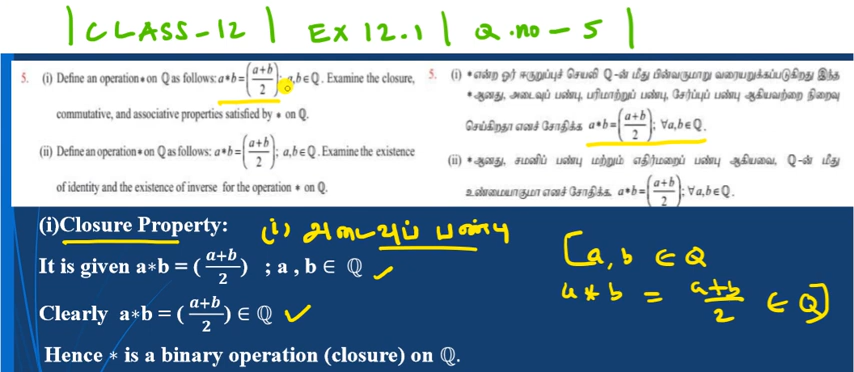 | CLASS-12 | EX 12.1 | Q.no-5 |
5. (i) Define an operation * on Q as follows: a*b = (a+b/2); a,b∈Q. Examine the closure,
commutative, and associative properties satisfied by * on Q.
(ii) Define an operation * on Q as follows: a*b = (a+b/2); a,b∈Q. Examine the existence
of identity and the existence of inverse for the operation * on Q.
5. (i) * என்ற ஓர் ஈருறுப்புச் செயலி Q-ன் மீது பின்வருமாறு வரையறுக்கப்படுகிறது இந்த
* ஆனது, அடைவுப் பண்பு, பரிமாற்றுப் பண்பு, சேர்ப்புப் பண்பு ஆகியவற்றை நிறைவு
செய்கிறதா எனச் சோதிக்க a*b = (a+b/2); ∀a,b∈Q.
(ii) * ஆனது, சமனிப் பண்பு மற்றும் எதிர்மறைப் பண்பு ஆகியவை, Q-ன் மீது
உண்மையாகுமா எனச் சோதிக்க. a*b = (a+b/2); ∀a,b∈Q.
(i)Closure Property:
(i) அடைவுப் பண்பு
It is given a*b = (a+b/2) ; a , b ∈ ℚ ✓
Clearly a*b = (a+b/2) ∈ ℚ ✓
Hence * is a binary operation (closure) on ℚ.
[a, b ∈ Q
a * b = a+b/2 ∈ Q]